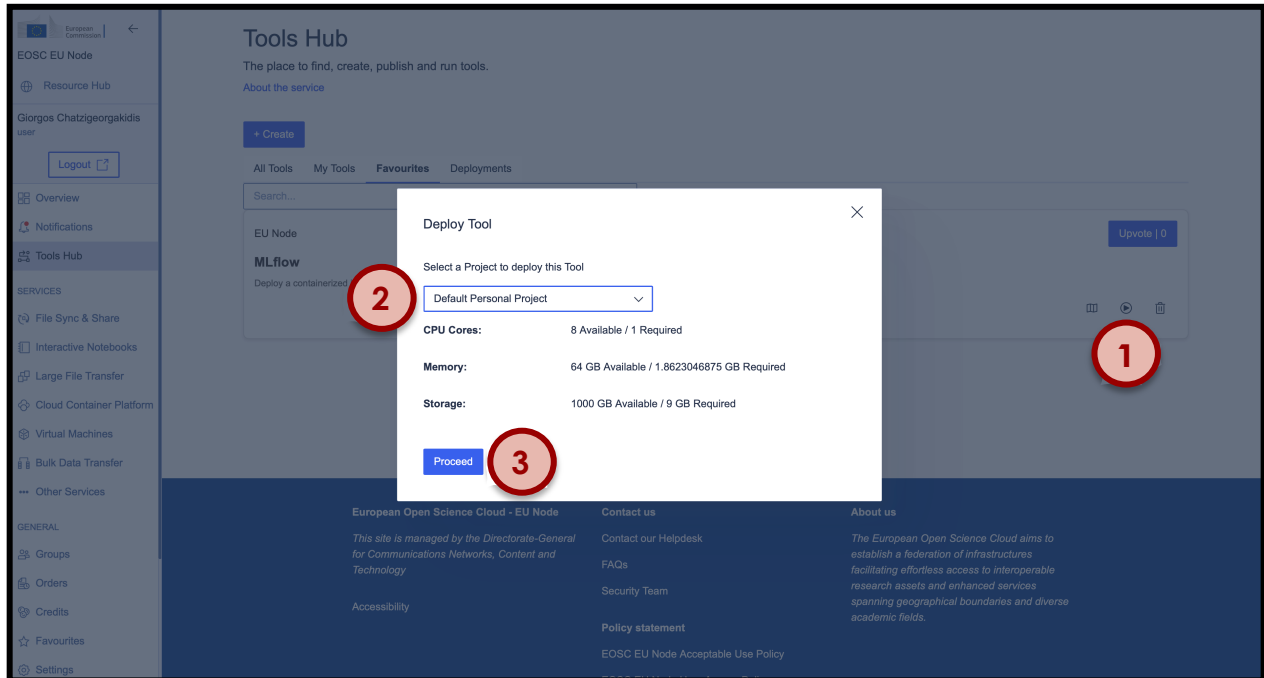 European
Commission
EOSC EU Node
Resource Hub
Giorgos Chatzigeorgakidis
user
Logout
Overview
Notifications
Tools Hub
SERVICES
File Sync & Share
Interactive Notebooks
Large File Transfer
Cloud Container Platform
Virtual Machines
Bulk Data Transfer
Other Services
GENERAL
Groups
Orders
Credits
Favourites
Settings
Tools Hub
The place to find, create, publish and run tools.
About the service
+ Create
All Tools My Tools Favourites Deployments
Search...
EU Node
Upvote | 0
MLflow
Deploy a containerized
1
Deploy Tool
Select a Project to deploy this Tool
2
Default Personal Project
CPU Cores: 8 Available / 1 Required
Memory: 64 GB Available / 1.8623046875 GB Required
Storage: 1000 GB Available / 9 GB Required
Proceed
3
European Open Science Cloud - EU Node
This site is managed by the Directorate-General
for Communications Networks, Content and
Technology
Accessibility
Contact us
Contact our Helpdesk
FAQs
Security Team
Policy statement
EOSC EU Node Acceptable Use Policy
About us
The European Open Science Cloud aims to
establish a federation of infrastructures
facilitating effortless access to interoperable
research assets and enhanced services
spanning geographical boundaries and diverse
academic fields.